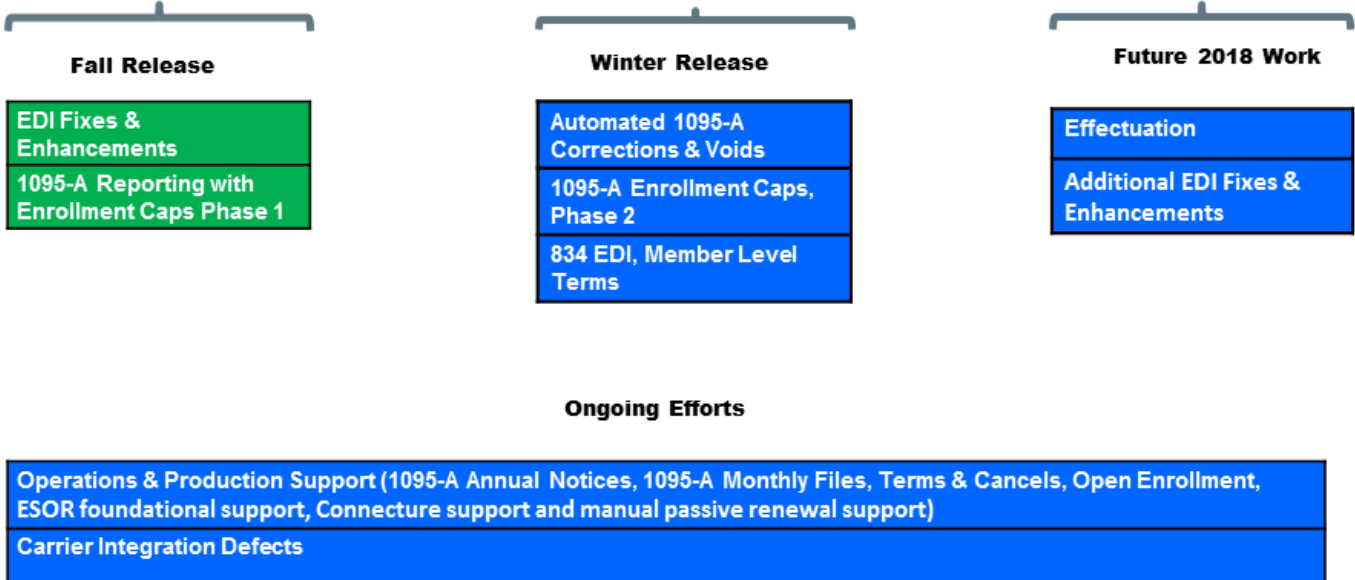 Fall Release
EDI Fixes &
Enhancements
1095-A Reporting with
Enrollment Caps Phase 1
Winter Release
Automated 1095-A
Corrections & Voids
1095-A Enrollment Caps,
Phase 2
834 EDI, Member Level
Terms
Future 2018 Work
Effectuation
Additional EDI Fixes &
Enhancements
Ongoing Efforts
Operations & Production Support (1095-A Annual Notices, 1095-A Monthly Files, Terms & Cancels, Open Enrollment,
ESOR foundational support, Connecture support and manual passive renewal support)
Carrier Integration Defects